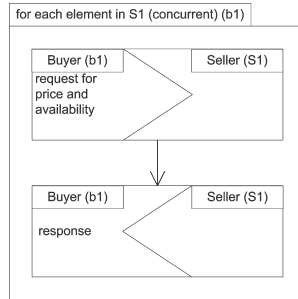 for each element in S1 (concurrent) (b1)
Buyer (b1)
Seller (S1)
request for
price and
availability
Buyer (b1)
Seller (S1)
response